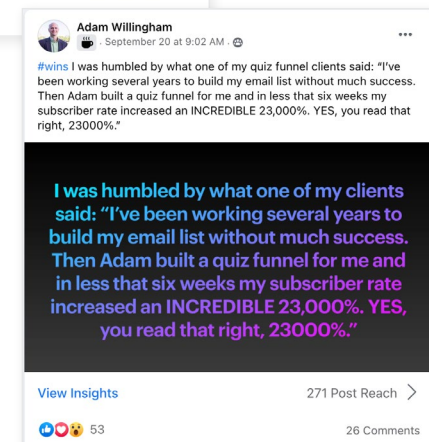 Adam Willingham
September 20 at 9:02 AM ·
#wins I was humbled by what one of my quiz funnel clients said: “I’ve
been working several years to build my email list without much success.
Then Adam built a quiz funnel for me and in less that six weeks my
subscriber rate increased an INCREDIBLE 23,000%. YES, you read that
right, 23000%.”
I was humbled by what one of my clients
said: “I’ve been working several years to
build my email list without much success.
Then Adam built a quiz funnel for me and
in less that six weeks my subscriber rate
increased an INCREDIBLE 23,000%. YES,
you read that right, 23000%.”
View Insights
271 Post Reach
53
26 Comments